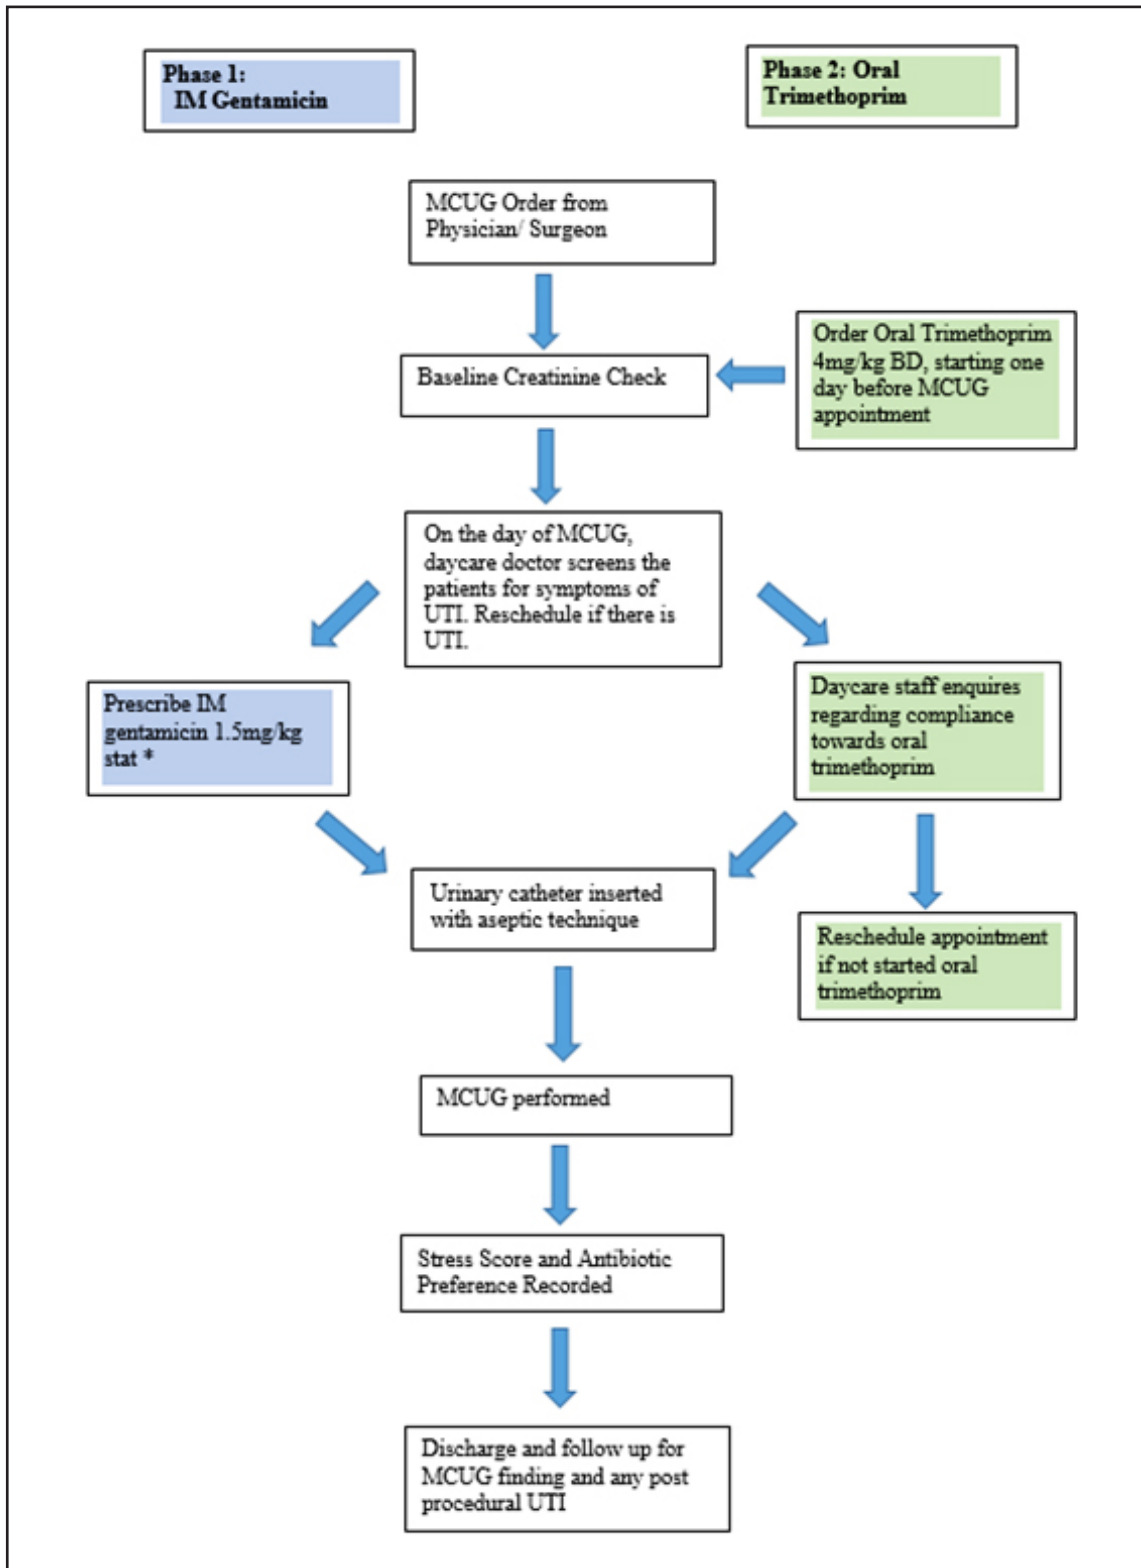 Phase 1:
IM Gentamicin
Phase 2: Oral
Trimethoprim
MCUG Order from
Physician/ Surgeon
Order Oral Trimethoprim
4mg/kg BD, starting one
day before MCUG
appointment
Baseline Creatinine Check
On the day of MCUG,
daycare doctor screens the
patients for symptoms of
UTI. Reschedule if there is
UTI.
Prescribe IM
gentamicin 1.5mg/kg
stat *
Daycare staff enquires
regarding compliance
towards oral
trimethoprim
Urinary catheter inserted
with aseptic technique
Reschedule appointment
if not started oral
trimethoprim
MCUG performed
Stress Score and Antibiotic
Preference Recorded
Discharge and follow up for
MCUG finding and any post
procedural UTI